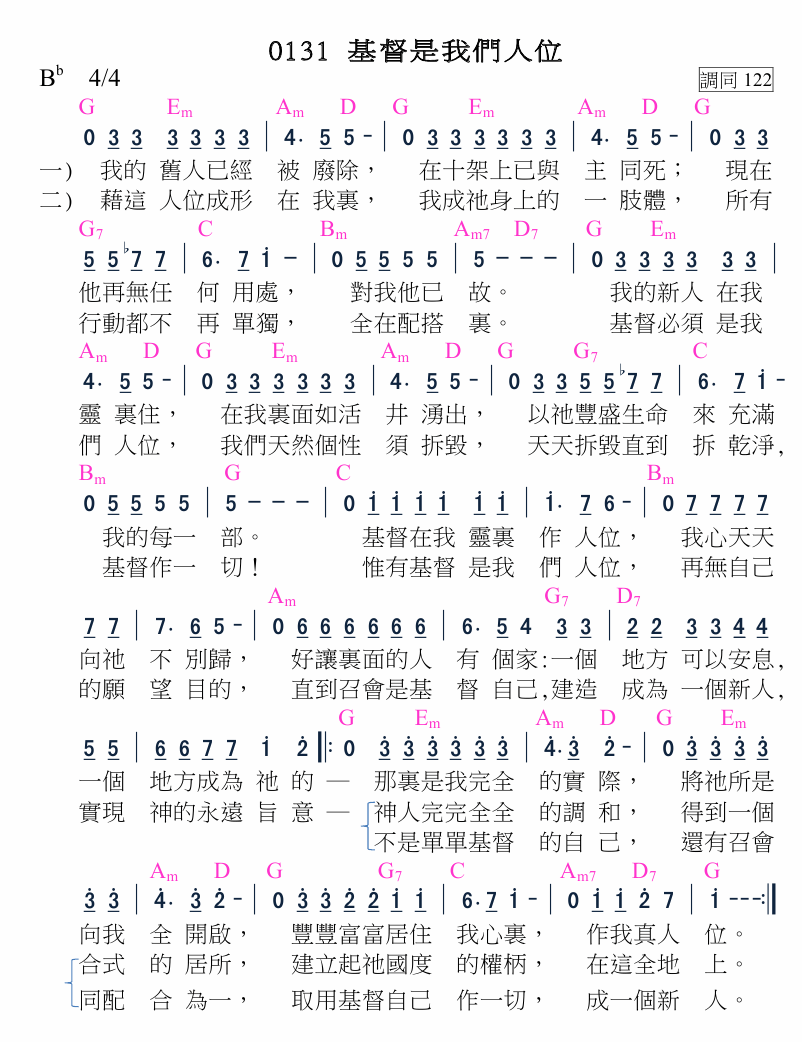 0131 基督是我們人位
B♭ 4/4 調同 122
G Em Am D G Em Am D G
0 3 3 3 3 3 3 | 4· 5 5 - | 0 3 3 3 3 3 3 | 4· 5 5 - | 0 3 3
一) 我的 舊人已經 被 廢除， 在十架上已與 主 同死； 現在
二) 藉這 人位成形 在 我裏， 我成祂身上的 一 肢體， 所有
G7 C Bm Am7 D7 G Em
5 5 ♭7 7 | 6· 7 i - | 0 5 5 5 5 | 5 - - - | 0 3 3 3 3 3 3 |
他再無任 何 用處， 對我他已 故。 我的新人 在我
行動都不 再 單獨， 全在配搭 裏。 基督必須 是我
Am D G Em Am D G G7 C
4· 5 5 - | 0 3 3 3 3 3 3 | 4· 5 5 - | 0 3 3 5 5 ♭7 7 | 6· 7 i -
靈 裏住， 在我裏面如活 井 湧出， 以祂豐盛生命 來 充滿
們 人位， 我們天然個性 須 拆毀， 天天拆毀直到 拆 乾淨,
Bm G C Bm
0 5 5 5 5 | 5 - - - | 0 i i i i i i | i· 7 6 - | 0 7 7 7 7
我的每一 部。 基督在我 靈裏 作 人位， 我心天天
基督作一 切！ 惟有基督 是我 們 人位， 再無自己
Am G7 D7
7 7 | 7· 6 5 - | 0 6 6 6 6 6 6 | 6· 5 4 3 3 | 2 2 3 3 4 4
向祂 不 別歸， 好讓裏面的人 有 個家:一個 地方 可以安息,
的願 望 目的， 直到召會是基 督 自己,建造 成為 一個新人,
G Em Am D G Em
5 5 | 6 6 7 7 i 2̇ ‖: 0 3̇ 3̇ 3̇ 3̇ 3̇ 3̇ | 4̇· 3̇ 2̇ - | 0 3̇ 3̇ 3̇ 3̇
一個 地方成為 祂 的 — 那裏是我完全 的實 際， 將祂所是
實現 神的永遠 旨 意 — 神人完完全全 的調 和， 得到一個
不是單單基督 的自 己， 還有召會
Am D G G7 C Am7 D7 G
3̇ 3̇ | 4̇· 3̇ 2̇ - | 0 3̇ 3̇ 2̇ 2̇ i i | 6· 7 i - | 0 i i 2̇ 7 | i - - - :‖
向我 全 開啟， 豐豐富富居住 我心裏， 作我真人 位。
合式 的 居所， 建立起祂國度 的權柄， 在這全地 上。
同配 合 為一， 取用基督自己 作一切， 成一個新 人。